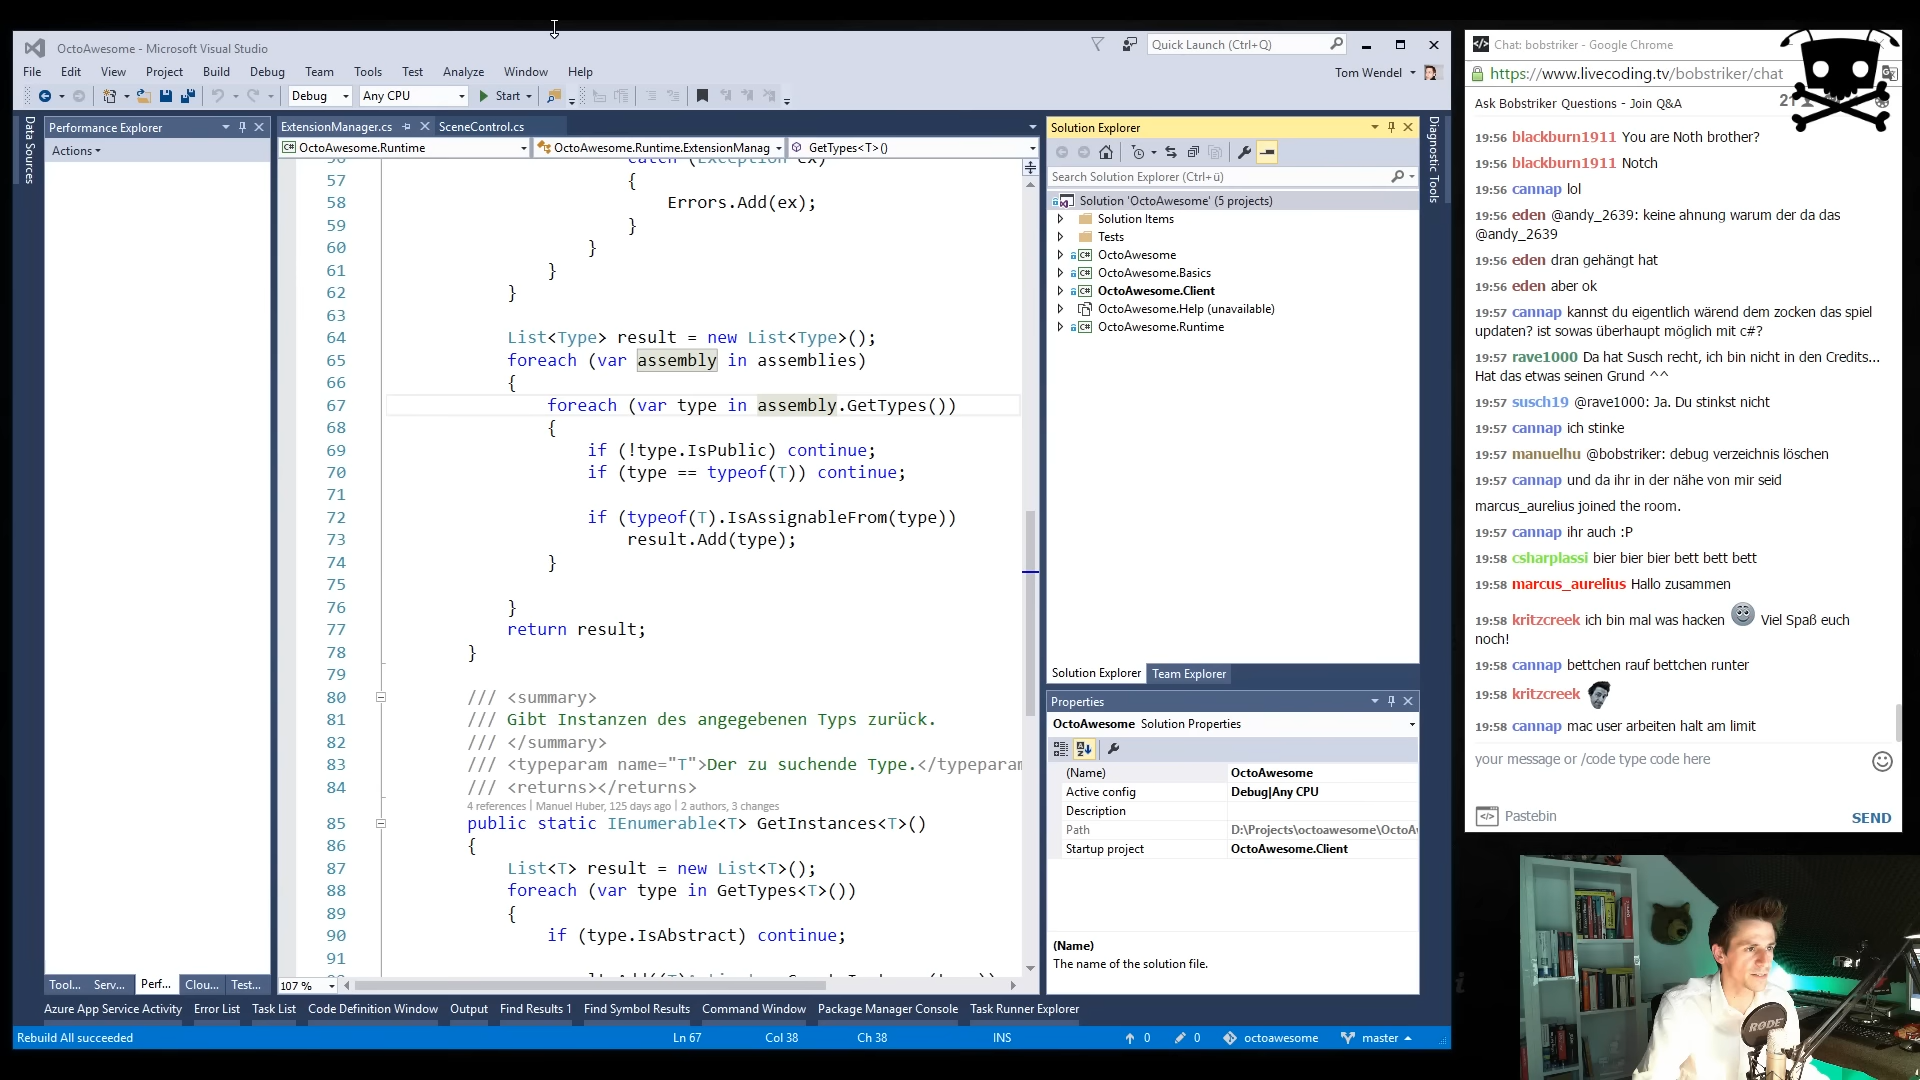 OctoAwesome - Microsoft Visual Studio
Quick Launch (Ctrl+Q)
File Edit View Project Build Debug Team Tools Test Analyze Window Help
Tom Wendel
Debug Any CPU Start
Data Sources
Performance Explorer
Actions
ExtensionManager.cs SceneControl.cs
OctoAwesome.Runtime OctoAwesome.Runtime.ExtensionManag GetTypes<T>()
57 {
58 Errors.Add(ex);
59 }
60 }
61 }
62 }
63
64 List<Type> result = new List<Type>();
65 foreach (var assembly in assemblies)
66 {
67 foreach (var type in assembly.GetTypes())
68 {
69 if (!type.IsPublic) continue;
70 if (type == typeof(T)) continue;
71
72 if (typeof(T).IsAssignableFrom(type))
73 result.Add(type);
74 }
75
76 }
77 return result;
78 }
79
80 /// <summary>
81 /// Gibt Instanzen des angegebenen Typs zurück.
82 /// </summary>
83 /// <typeparam name="T">Der zu suchende Type.</typeparam
84 /// <returns></returns>
4 references | Manuel Huber, 125 days ago | 2 authors, 3 changes
85 public static IEnumerable<T> GetInstances<T>()
86 {
87 List<T> result = new List<T>();
88 foreach (var type in GetTypes<T>())
89 {
90 if (type.IsAbstract) continue;
91
107 %
Tool... Serv... Perf... Clou... Test...
Solution Explorer
Search Solution Explorer (Ctrl+ü)
Solution 'OctoAwesome' (5 projects)
Solution Items
Tests
OctoAwesome
OctoAwesome.Basics
OctoAwesome.Client
OctoAwesome.Help (unavailable)
OctoAwesome.Runtime
Solution Explorer Team Explorer
Diagnostic Tools
Properties
OctoAwesome Solution Properties
(Name) OctoAwesome
Active config Debug|Any CPU
Description
Path D:\Projects\octoawesome\OctoA
Startup project OctoAwesome.Client
(Name)
The name of the solution file.
Azure App Service Activity Error List Task List Code Definition Window Output Find Results 1 Find Symbol Results Command Window Package Manager Console Task Runner Explorer
Rebuild All succeeded Ln 67 Col 38 Ch 38 INS 0 0 octoawesome master
Chat: bobstriker - Google Chrome
https://www.livecoding.tv/bobstriker/chat
Ask Bobstriker Questions - Join Q&A
19:56 blackburn1911 You are Noth brother?
19:56 blackburn1911 Notch
19:56 cannap lol
19:56 eden @andy_2639: keine ahnung warum der da das
@andy_2639
19:56 eden dran gehängt hat
19:56 eden aber ok
19:57 cannap kannst du eigentlich wärend dem zocken das spiel
updaten? ist sowas überhaupt möglich mit c#?
19:57 rave1000 Da hat Susch recht, ich bin nicht in den Credits...
Hat das etwas seinen Grund ^^
19:57 susch19 @rave1000: Ja. Du stinkst nicht
19:57 cannap ich stinke
19:57 manuelhu @bobstriker: debug verzeichnis löschen
19:57 cannap und da ihr in der nähe von mir seid
marcus_aurelius joined the room.
19:57 cannap ihr auch :P
19:58 csharplassi bier bier bier bett bett bett
19:58 marcus_aurelius Hallo zusammen
19:58 kritzcreek ich bin mal was hacken Viel Spaß euch
noch!
19:58 cannap bettchen rauf bettchen runter
19:58 kritzcreek
19:58 cannap mac user arbeiten halt am limit
your message or /code type code here
Pastebin SEND
RØDE